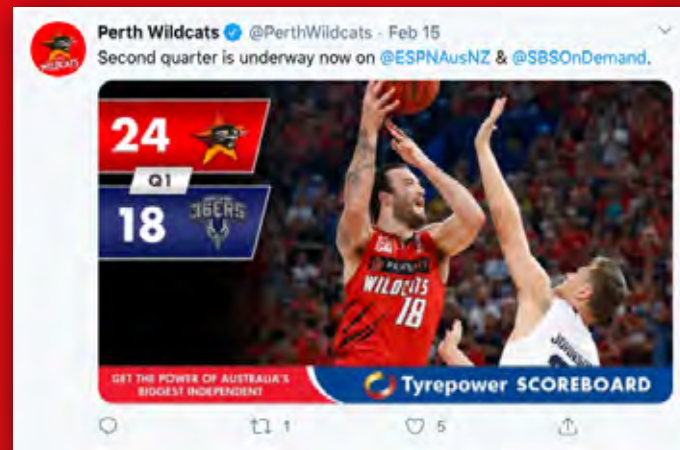 Perth Wildcats @PerthWildcats · Feb 15
Second quarter is underway now on @ESPNAusNZ & @SBSOnDemand.
24
Q1
18
36ERS
WILDCATS
18
GET THE POWER OF AUSTRALIA'S
BIGGEST INDEPENDENT
Tyrepower SCOREBOARD
1
5